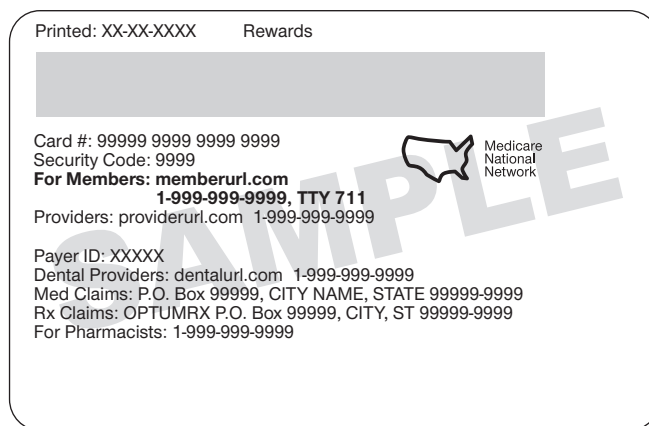 Printed: XX-XX-XXXX Rewards
Card #: 99999 9999 9999 9999
Security Code: 9999
Medicare
National
Network
For Members: memberurl.com
1-999-999-9999, TTY 711
Providers: providerurl.com 1-999-999-9999
Payer ID: XXXXX
Dental Providers: dentalurl.com 1-999-999-9999
Med Claims: P.O. Box 99999, CITY NAME, STATE 99999-9999
Rx Claims: OPTUMRX P.O. Box 99999, CITY, ST 99999-9999
For Pharmacists: 1-999-999-9999
SAMPLE